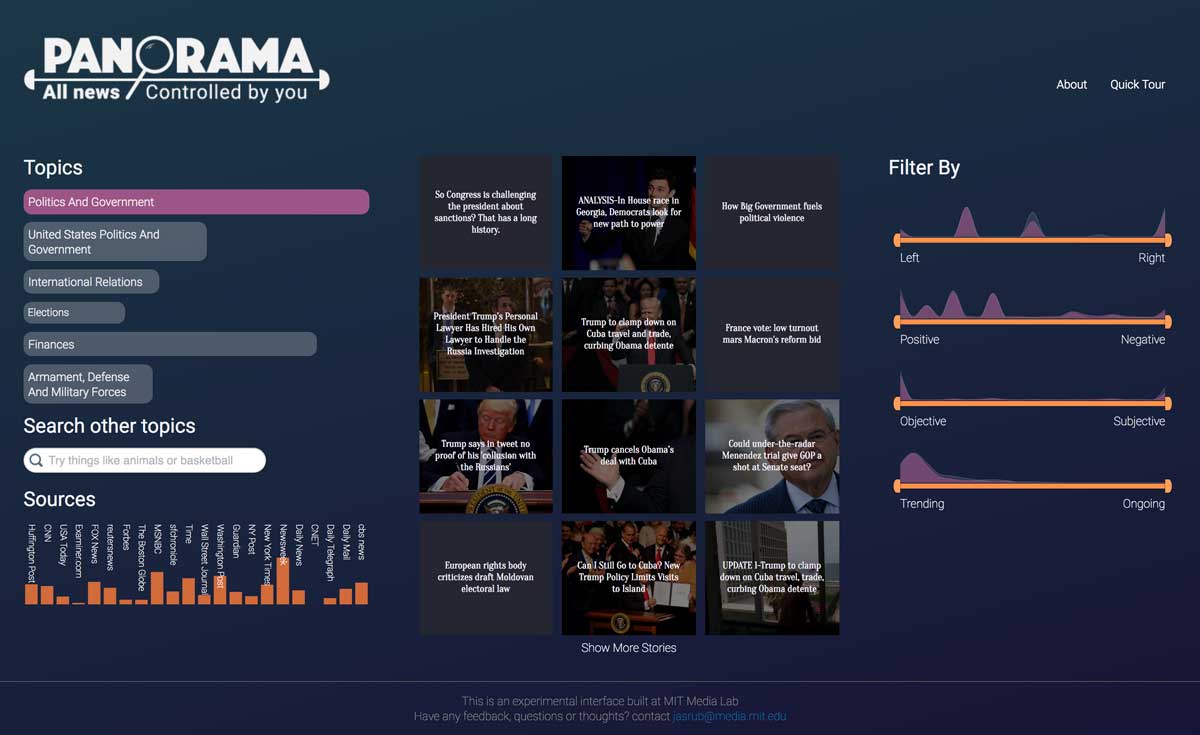 PANORAMA
All news / Controlled by you
About
Quick Tour
Topics
Politics And Government
United States Politics And
Government
International Relations
Elections
Finances
Armament, Defense
And Military Forces
Search other topics
Try things like animals or basketball
Sources
Huffington Post
CNN
USA Today
Examiner.com
FOX News
reutersnews
Forbes
The Boston Globe
MSNBC
sfchronicle
Time
Wall Street Journal
Washington Post
Guardian
NY Post
New York Times
Newsweek
Daily News
CNET
Daily Telegraph
Daily Mail
cbs news
So Congress is challenging
the president about
sanctions? That has a long
history.
ANALYSIS-In House race in
Georgia, Democrats look for
new path to power
How Big Government fuels
political violence
President Trump's Personal
Lawyer Has Hired His Own
Lawyer to Handle the
Russia Investigation
Trump to clamp down on
Cuba travel and trade,
curbing Obama detente
France vote: low turnout
mars Macron's reform bid
Trump says in tweet no
proof of his 'collusion with
the Russians'
Trump cancels Obama's
deal with Cuba
Could under-the-radar
Menendez trial give GOP a
shot at Senate seat?
European rights body
criticizes draft Moldovan
electoral law
Can I Still Go to Cuba? New
Trump Policy Limits Visits
to Island
UPDATE 1-Trump to clamp
down on Cuba travel, trade,
curbing Obama detente
Show More Stories
Filter By
Left
Right
Positive
Negative
Objective
Subjective
Trending
Ongoing
This is an experimental interface built at MIT Media Lab
Have any feedback, questions or thoughts? contact jasrub@media.mit.edu